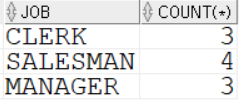 JOB COUNT(*)
CLERK 3
SALESMAN 4
MANAGER 3